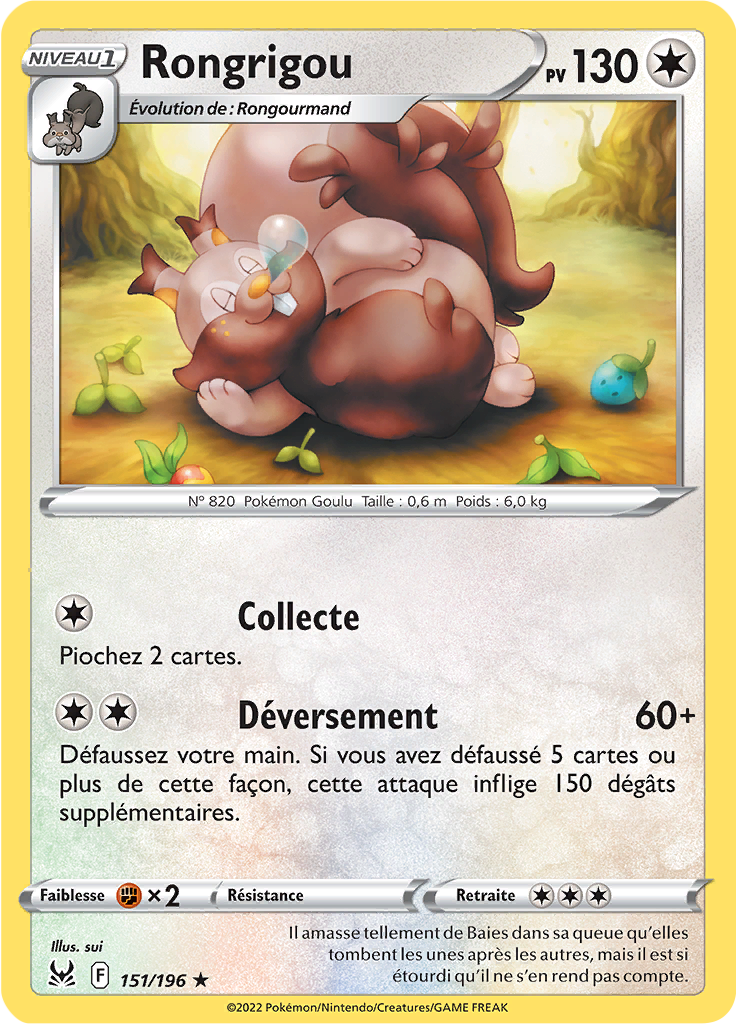 NIVEAU 1
Rongrigou
PV 130
Évolution de : Rongourmand
N° 820 Pokémon Goulu Taille : 0,6 m Poids : 6,0 kg
Collecte
Piochez 2 cartes.
Déversement 60+
Défaussez votre main. Si vous avez défaussé 5 cartes ou
plus de cette façon, cette attaque inflige 150 dégâts
supplémentaires.
Faiblesse ×2 Résistance Retraite
Il amasse tellement de Baies dans sa queue qu'elles
tombent les unes après les autres, mais il est si
étourdi qu'il ne s'en rend pas compte.
Illus. sui
F 151/196 ★
©2022 Pokémon/Nintendo/Creatures/GAME FREAK